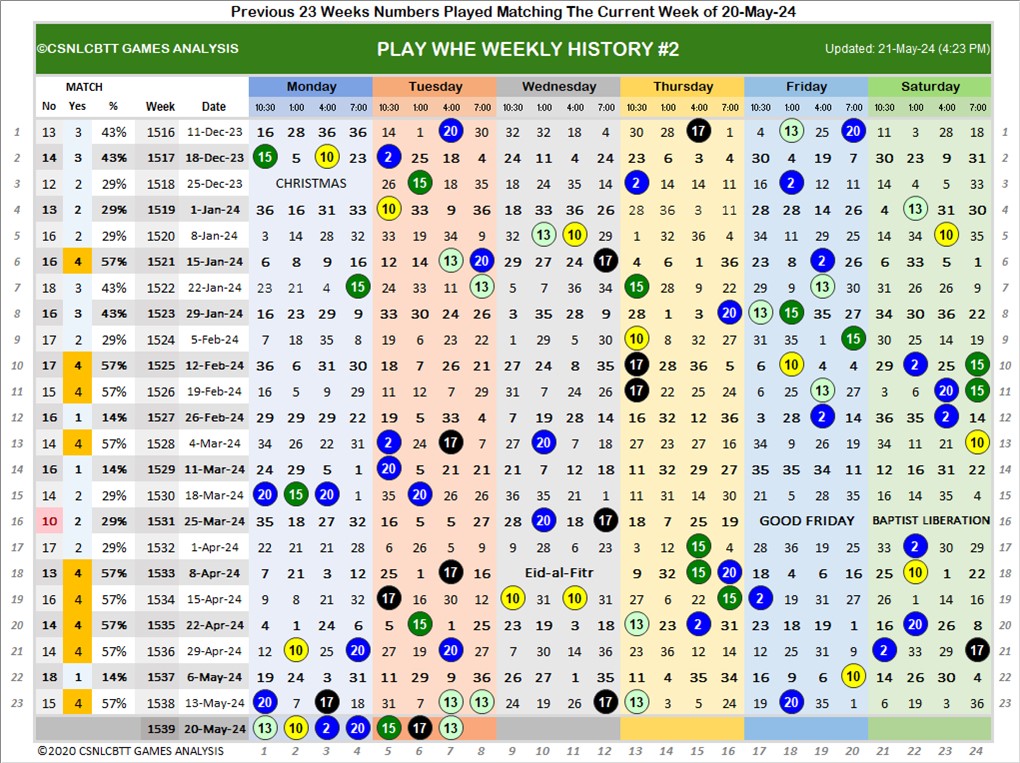 Previous 23 Weeks Numbers Played Matching The Current Week of 20-May-24
©CSNLCBTT GAMES ANALYSIS PLAY WHE WEEKLY HISTORY #2 Updated: 21-May-24 (4:23 PM)
MATCH Monday Tuesday Wednesday Thursday Friday Saturday
No Yes % Week Date 10:30 1:00 4:00 7:00 10:30 1:00 4:00 7:00 10:30 1:00 4:00 7:00 10:30 1:00 4:00 7:00 10:30 1:00 4:00 7:00 10:30 1:00 4:00 7:00
1 13 3 43% 1516 11-Dec-23 16 28 36 36 14 1 20 30 32 32 18 4 30 28 17 1 4 13 25 20 11 3 28 18 1
2 14 3 43% 1517 18-Dec-23 15 5 10 23 2 25 18 4 24 11 4 24 23 6 3 4 30 4 19 7 30 23 9 31 2
3 12 2 29% 1518 25-Dec-23 CHRISTMAS 26 15 18 35 18 24 35 14 2 14 14 11 16 2 12 11 14 4 5 33 3
4 13 2 29% 1519 1-Jan-24 36 16 31 33 10 33 9 36 18 33 36 26 28 36 3 11 28 28 14 26 4 13 31 30 4
5 16 2 29% 1520 8-Jan-24 3 14 28 32 33 19 34 9 32 13 10 29 1 32 36 4 34 11 29 25 14 34 10 35 5
6 16 4 57% 1521 15-Jan-24 6 8 9 16 12 14 13 20 29 27 24 17 4 6 1 36 23 8 2 26 6 33 5 1 6
7 18 3 43% 1522 22-Jan-24 23 21 4 15 24 33 11 13 5 7 36 34 15 28 9 22 29 9 13 30 31 26 26 9 7
8 16 3 43% 1523 29-Jan-24 16 23 29 9 33 30 24 26 3 35 28 9 28 1 3 20 13 15 35 27 34 30 36 22 8
9 17 2 29% 1524 5-Feb-24 7 18 35 8 19 6 23 22 1 29 5 30 10 8 32 27 31 35 1 15 30 25 14 19 9
10 17 4 57% 1525 12-Feb-24 36 6 31 30 18 7 26 21 27 24 8 35 17 28 36 5 6 10 4 4 29 2 25 15 10
11 15 4 57% 1526 19-Feb-24 16 5 9 29 11 12 7 29 1 16 31 34 17 22 25 11 6 25 13 27 3 6 20 15 11
12 16 1 14% 1527 26-Feb-24 29 29 29 22 19 5 33 4 7 19 28 14 16 32 12 36 3 28 2 14 36 35 2 14 12
13 14 4 57% 1528 4-Mar-24 34 26 22 31 2 24 17 7 27 20 7 18 27 23 27 16 34 9 26 19 34 11 21 10 13
14 16 1 14% 1529 11-Mar-24 24 29 5 1 20 5 21 21 21 7 12 18 11 32 29 27 35 35 34 11 12 16 31 22 14
15 14 2 29% 1530 18-Mar-24 20 15 20 1 35 20 26 26 36 35 21 1 11 31 14 30 21 5 28 35 16 14 35 4 15
16 10 2 29% 1531 25-Mar-24 35 18 27 32 16 5 5 27 28 20 18 17 18 7 25 19 GOOD FRIDAY BAPTIST LIBERATION 16
17 17 2 29% 1532 1-Apr-24 22 21 21 28 6 26 5 9 9 28 6 23 3 12 15 4 28 36 19 25 33 2 30 29 17
18 13 4 57% 1533 8-Apr-24 7 21 3 12 25 1 17 16 Eid-al-Fitr 9 32 15 20 18 4 6 16 25 10 1 22 18
19 16 4 57% 1534 15-Apr-24 9 8 21 32 17 16 30 12 10 31 10 31 27 6 22 15 2 19 31 27 26 1 14 16 19
20 14 4 57% 1535 22-Apr-24 4 1 24 6 5 15 1 25 23 19 3 18 13 23 2 31 23 18 19 1 16 20 26 8 20
21 14 4 57% 1536 29-Apr-24 12 10 25 20 27 15 20 27 7 30 14 36 23 36 12 14 12 25 31 9 2 33 29 17 21
22 18 1 14% 1537 6-May-24 19 24 3 31 11 29 9 36 26 27 1 35 11 4 35 34 16 9 6 10 14 26 30 4 22
23 15 4 57% 1538 13-May-24 20 7 17 18 31 7 13 13 24 19 26 17 13 3 5 24 19 20 35 1 6 19 3 36 23
1539 20-May-24 13 10 2 20 15 17 13
©2020 CSNLCBTT GAMES ANALYSIS 1 2 3 4 5 6 7 8 9 10 11 12 13 14 15 16 17 18 19 20 21 22 23 24